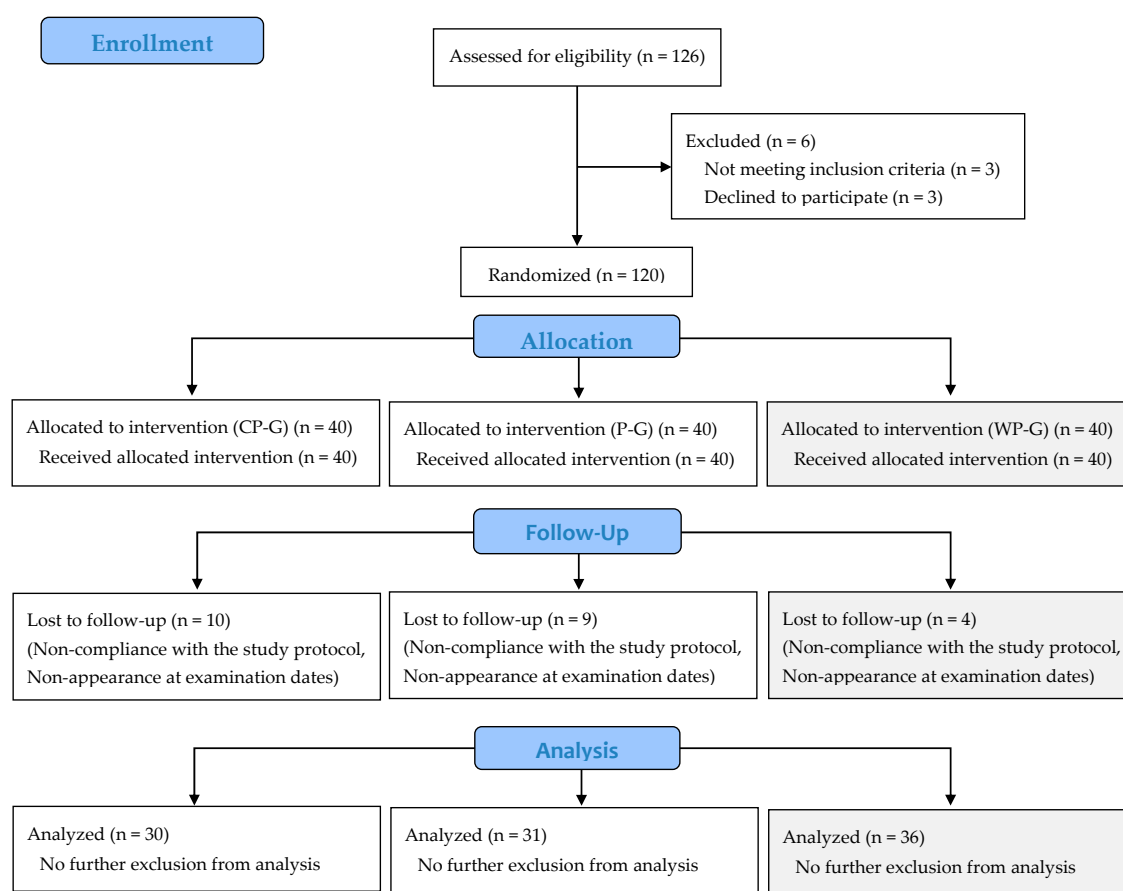 Enrollment
Assessed for eligibility (n = 126)
Excluded (n = 6)
Not meeting inclusion criteria (n = 3)
Declined to participate (n = 3)
Randomized (n = 120)
Allocation
Allocated to intervention (CP-G) (n = 40)
Received allocated intervention (n = 40)
Allocated to intervention (P-G) (n = 40)
Received allocated intervention (n = 40)
Allocated to intervention (WP-G) (n = 40)
Received allocated intervention (n = 40)
Follow-Up
Lost to follow-up (n = 10)
(Non-compliance with the study protocol,
Non-appearance at examination dates)
Lost to follow-up (n = 9)
(Non-compliance with the study protocol,
Non-appearance at examination dates)
Lost to follow-up (n = 4)
(Non-compliance with the study protocol,
Non-appearance at examination dates)
Analysis
Analyzed (n = 30)
No further exclusion from analysis
Analyzed (n = 31)
No further exclusion from analysis
Analyzed (n = 36)
No further exclusion from analysis